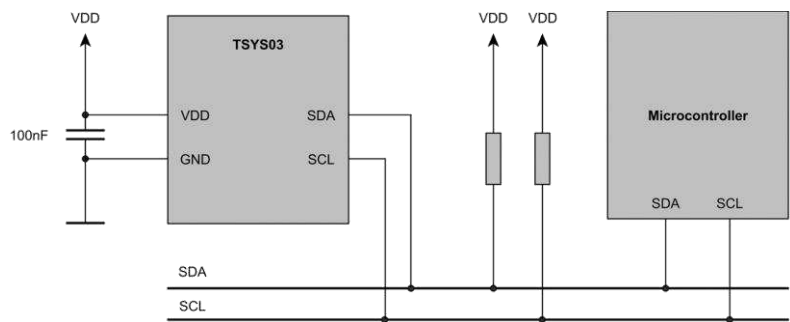 VDD
TSYS03
VDD
SDA
GND
SCL
100nF
VDD
VDD
Microcontroller
SDA
SCL
SDA
SCL